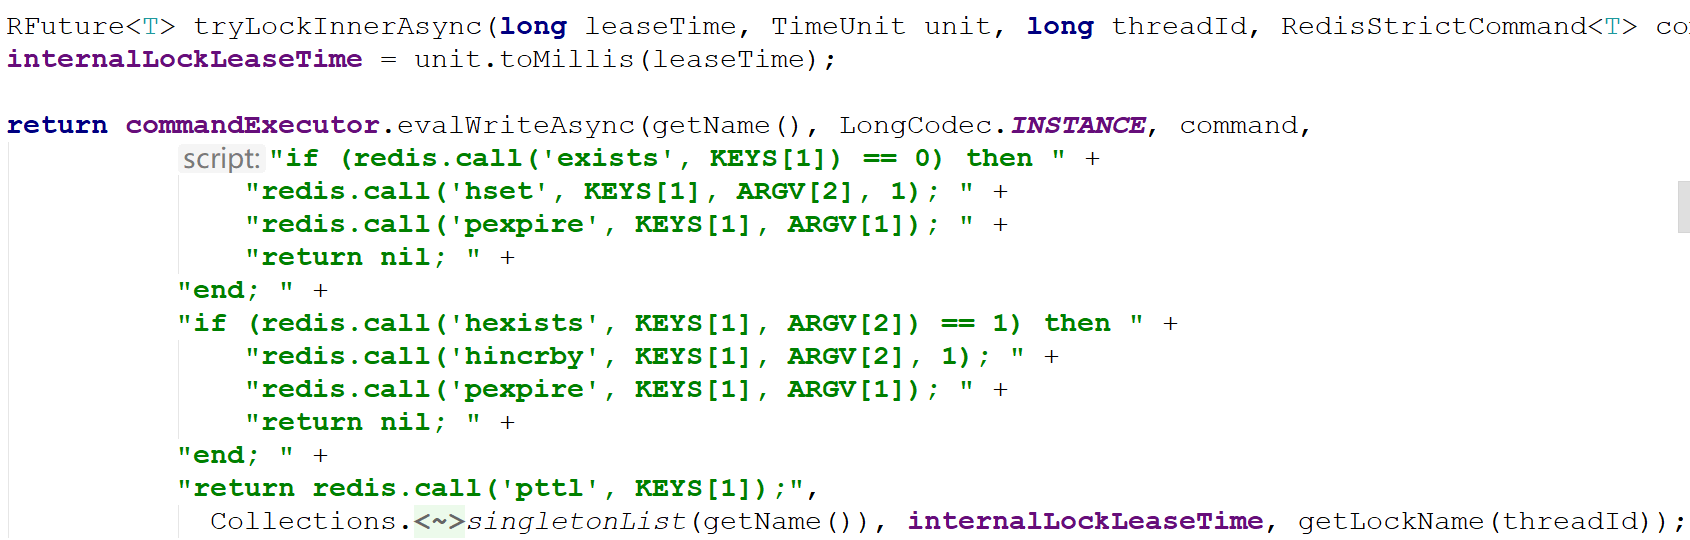 RFuture<T> tryLockInnerAsync(long leaseTime, TimeUnit unit, long threadId, RedisStrictCommand<T>
internalLockLeaseTime = unit.toMillis(leaseTime);
return commandExecutor.evalWriteAsync(getName(), LongCodec.INSTANCE, command,
script: "if (redis.call('exists', KEYS[1]) == 0) then " +
"redis.call('hset', KEYS[1], ARGV[2], 1); " +
"redis.call('pexpire', KEYS[1], ARGV[1]); " +
"return nil; " +
"end; " +
"if (redis.call('hexists', KEYS[1], ARGV[2]) == 1) then " +
"redis.call('hincrby', KEYS[1], ARGV[2], 1); " +
"redis.call('pexpire', KEYS[1], ARGV[1]); " +
"return nil; " +
"end; " +
"return redis.call('pttl', KEYS[1]);",
Collections.<~>singletonList(getName()), internalLockLeaseTime, getLockName(threadId));